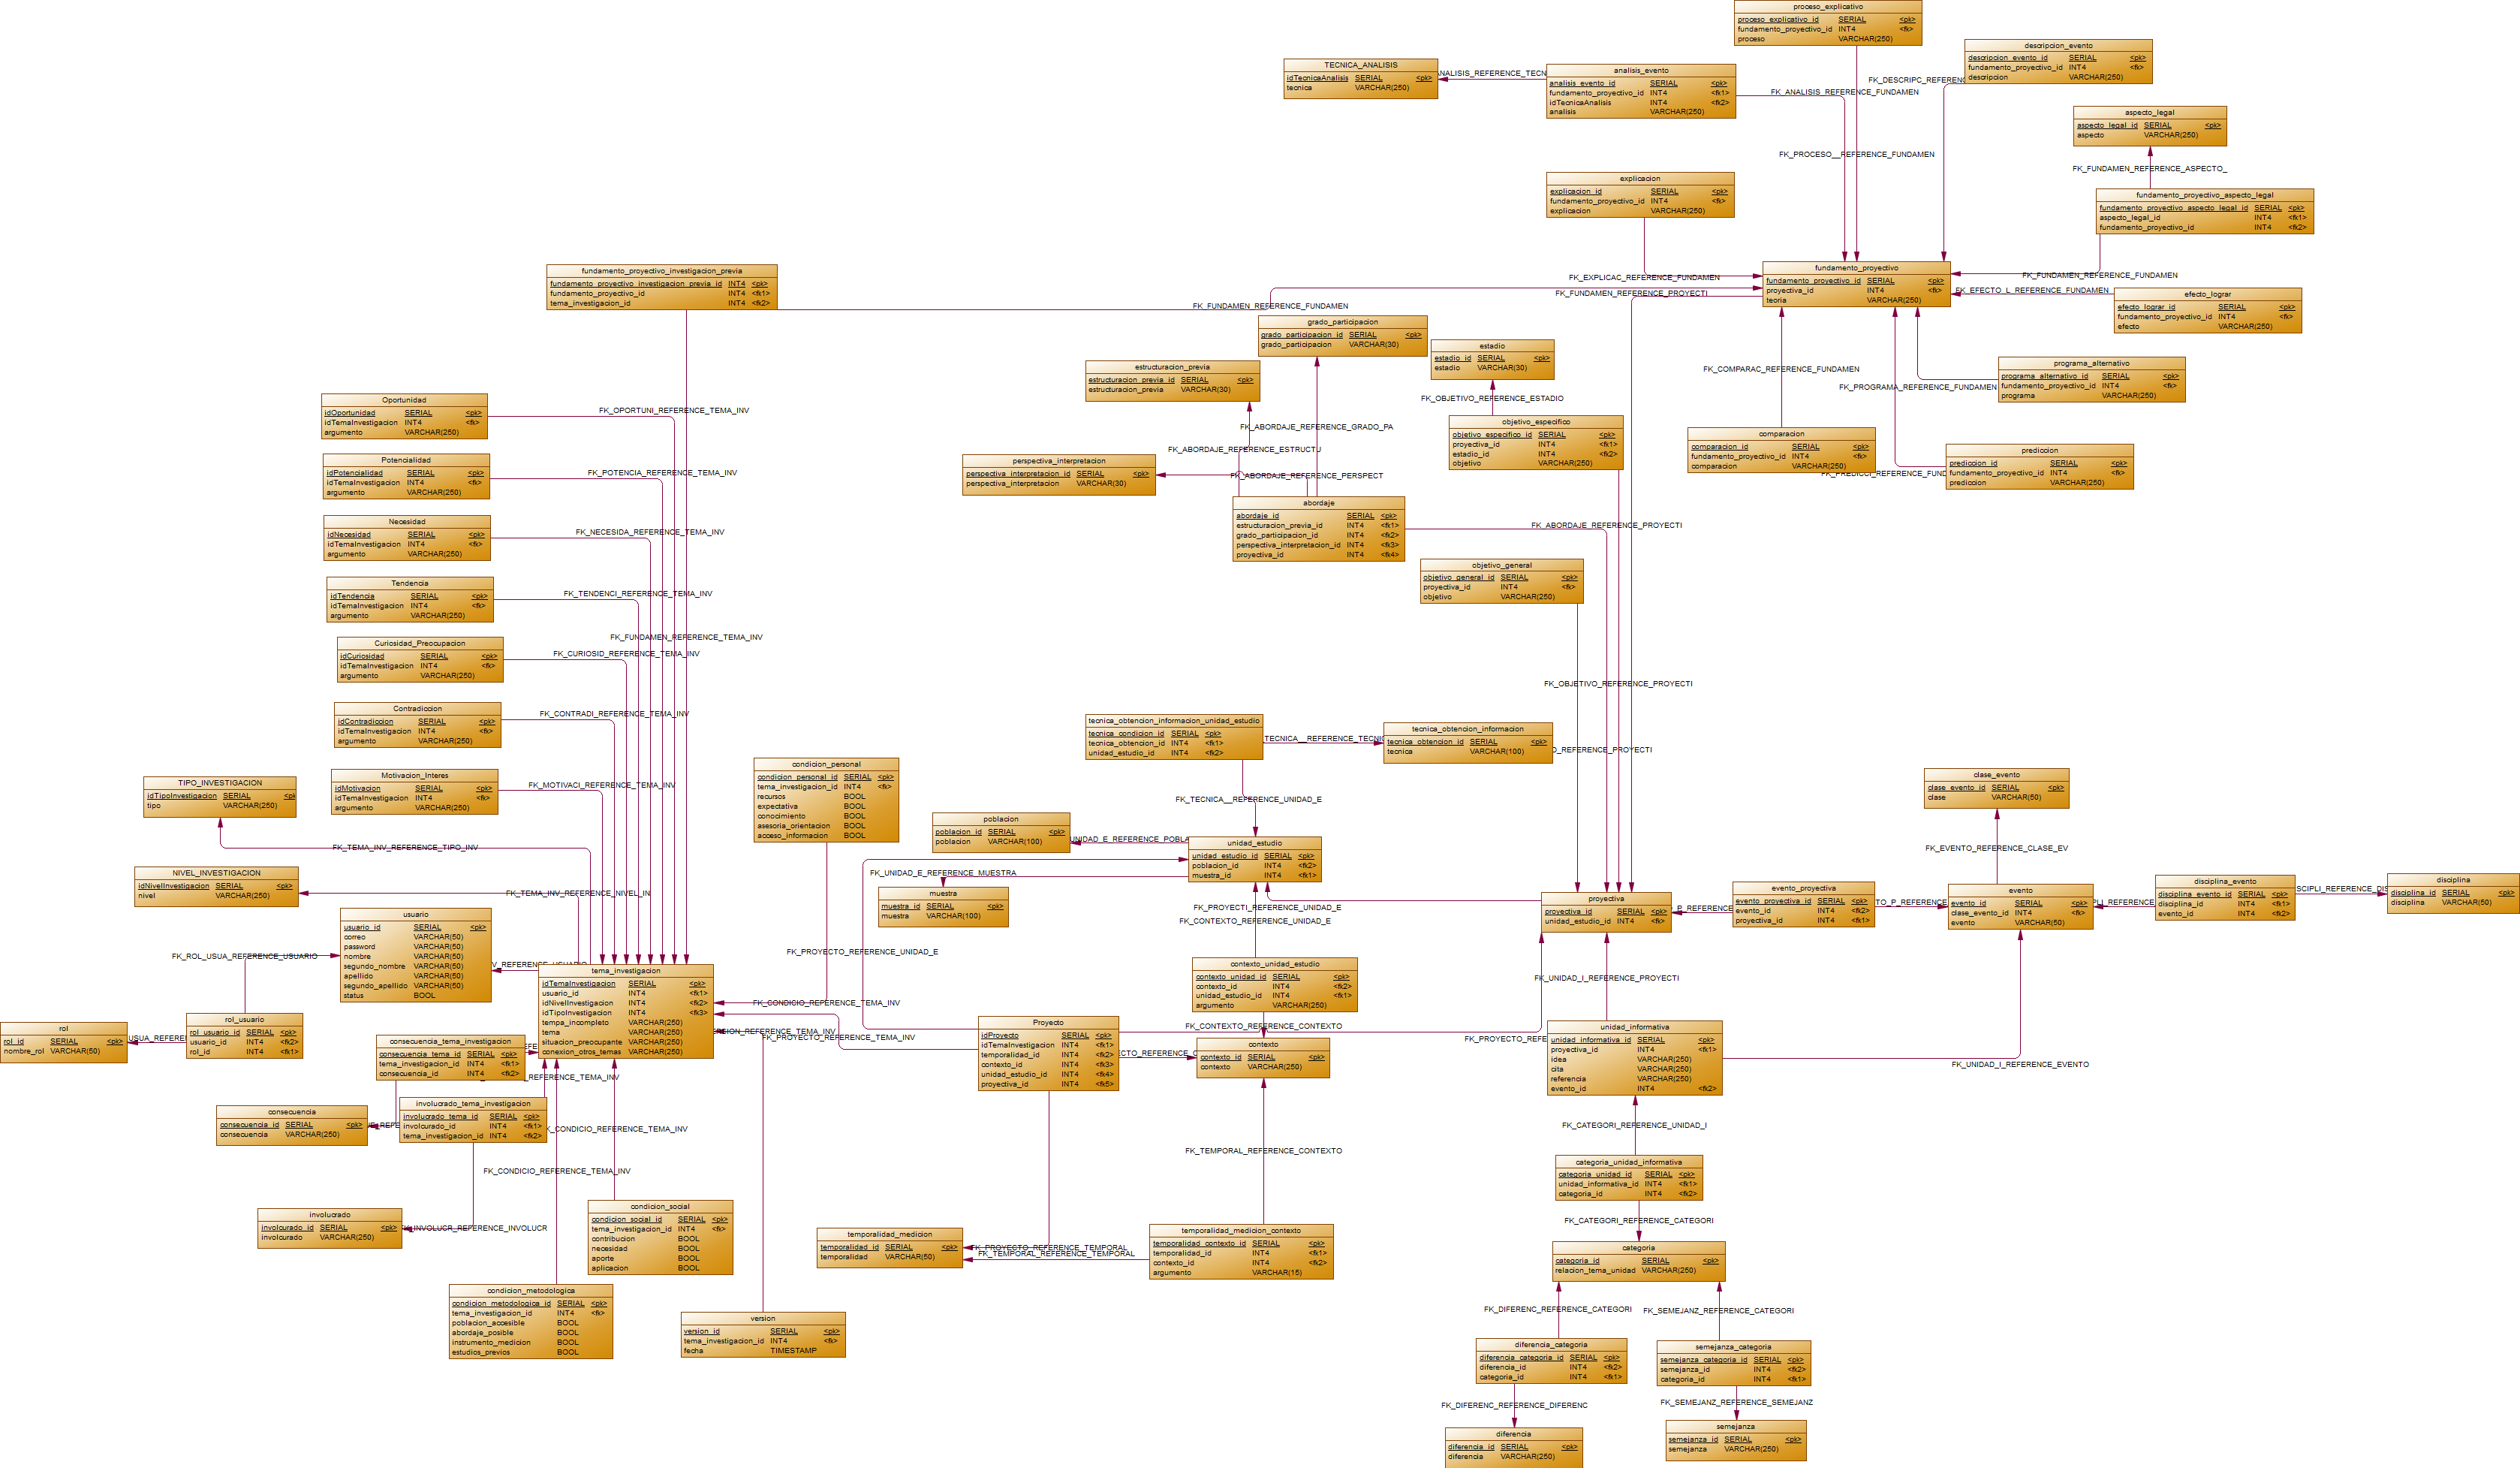 proceso_explicativo
proceso_explicativo_id SERIAL <pk>
fundamento_proyectivo_id INT4 <fk>
proceso VARCHAR(250)
descripcion_evento
descripcion_evento_id SERIAL <pk>
fundamento_proyectivo_id INT4 <fk>
descripcion VARCHAR(250)
TECNICA_ANALISIS
idTecnicaAnalisis SERIAL <pk>
tecnica VARCHAR(250)
analisis_evento
analisis_evento_id SERIAL <pk>
fundamento_proyectivo_id INT4 <fk1>
idTecnicaAnalisis INT4 <fk2>
analisis VARCHAR(250)
FK_ANALISIS_REFERENCE_FUNDAMEN
aspecto_legal
aspecto_legal_id SERIAL <pk>
aspecto VARCHAR(250)
FK_PROCESO__REFERENCE_FUNDAMEN
FK_FUNDAMEN_REFERENCE_ASPECTO_
explicacion
explicacion_id SERIAL <pk>
fundamento_proyectivo_id INT4 <fk>
explicacion VARCHAR(250)
fundamento_proyectivo_aspecto_legal
fundamento_proyectivo_aspecto_legal_id SERIAL <pk>
aspecto_legal_id INT4 <fk1>
fundamento_proyectivo_id INT4 <fk2>
fundamento_proyectivo_investigacion_previa
fundamento_proyectivo_investigacion_previa_id INT4 <pk>
fundamento_proyectivo_id INT4 <fk1>
tema_investigacion_id INT4 <fk2>
FK_FUNDAMEN_REFERENCE_FUNDAMEN
FK_EXPLICAC_REFERENCE_FUNDAMEN
FK_FUNDAMEN_REFERENCE_PROYECTI
fundamento_proyectivo
fundamento_proyectivo_id SERIAL <pk>
proyectiva_id INT4 <fk>
teoria VARCHAR(250)
FK_FUNDAMEN_REFERENCE_FUNDAMEN
FK_EFECTO_L_REFERENCE_FUNDAMEN
efecto_lograr
efecto_lograr_id SERIAL <pk>
fundamento_proyectivo_id INT4 <fk>
efecto VARCHAR(250)
grado_participacion
grado_participacion_id SERIAL <pk>
grado_participacion VARCHAR(30)
estadio
estadio_id SERIAL <pk>
estadio VARCHAR(30)
estructuracion_previa
estructuracion_previa_id SERIAL <pk>
estructuracion_previa VARCHAR(30)
FK_COMPARAC_REFERENCE_FUNDAMEN
FK_PROGRAMA_REFERENCE_FUNDAMEN
programa_alternativo
programa_alternativo_id SERIAL <pk>
fundamento_proyectivo_id INT4 <fk>
programa VARCHAR(250)
Oportunidad
idOportunidad SERIAL <pk>
idTemaInvestigacion INT4 <fk>
argumento VARCHAR(250)
FK_OPORTUNI_REFERENCE_TEMA_INV
FK_OBJETIVO_REFERENCE_ESTADIO
FK_ABORDAJE_REFERENCE_GRADO_PA
FK_ABORDAJE_REFERENCE_ESTRUCTU
objetivo_especifico
objetivo_especifico_id SERIAL <pk>
proyectiva_id INT4 <fk1>
estadio_id INT4 <fk2>
objetivo VARCHAR(250)
comparacion
comparacion_id SERIAL <pk>
fundamento_proyectivo_id INT4 <fk>
comparacion VARCHAR(250)
prediccion
prediccion_id SERIAL <pk>
fundamento_proyectivo_id INT4 <fk>
prediccion VARCHAR(250)
Potencialidad
idPotencialidad SERIAL <pk>
idTemaInvestigacion INT4 <fk>
argumento VARCHAR(250)
FK_POTENCIA_REFERENCE_TEMA_INV
perspectiva_interpretacion
perspectiva_interpretacion_id SERIAL <pk>
perspectiva_interpretacion VARCHAR(30)
FK_ABORDAJE_REFERENCE_PERSPECT
abordaje
abordaje_id SERIAL <pk>
estructuracion_previa_id INT4 <fk1>
grado_participacion_id INT4 <fk2>
perspectiva_interpretacion_id INT4 <fk3>
proyectiva_id INT4 <fk4>
FK_ABORDAJE_REFERENCE_PROYECTI
Necesidad
idNecesidad SERIAL <pk>
idTemaInvestigacion INT4 <fk>
argumento VARCHAR(250)
FK_NECESIDA_REFERENCE_TEMA_INV
objetivo_general
objetivo_general_id SERIAL <pk>
proyectiva_id INT4 <fk>
objetivo VARCHAR(250)
Tendencia
idTendencia SERIAL <pk>
idTemaInvestigacion INT4 <fk>
argumento VARCHAR(250)
FK_TENDENCI_REFERENCE_TEMA_INV
FK_FUNDAMEN_REFERENCE_TEMA_INV
Curiosidad_Preocupacion
idCuriosidad SERIAL <pk>
idTemaInvestigacion INT4 <fk>
argumento VARCHAR(250)
FK_CURIOSID_REFERENCE_TEMA_INV
FK_OBJETIVO_REFERENCE_PROYECTI
Contradiccion
idContradiccion SERIAL <pk>
idTemaInvestigacion INT4 <fk>
argumento VARCHAR(250)
FK_CONTRADI_REFERENCE_TEMA_INV
tecnica_obtencion_informacion_unidad_estudio
tecnica_condicion_id SERIAL <pk>
tecnica_obtencion_id INT4 <fk1>
unidad_estudio_id INT4 <fk2>
tecnica_obtencion_informacion
tecnica_obtencion_id SERIAL <pk>
tecnica VARCHAR(100)
Motivacion_Interes
idMotivacion SERIAL <pk>
idTemaInvestigacion INT4 <fk>
argumento VARCHAR(250)
FK_MOTIVACI_REFERENCE_TEMA_INV
TIPO_INVESTIGACION
idTipoInvestigacion SERIAL
tipo VARCHAR(250)
condicion_personal
condicion_personal_id SERIAL <pk>
tema_investigacion_id INT4 <fk>
recursos BOOL
expectativa BOOL
conocimiento BOOL
asesoria_orientacion BOOL
acceso_informacion BOOL
FK_TECNICA__REFERENCE_UNIDAD_E
clase_evento
clase_evento_id SERIAL <pk>
clase VARCHAR(50)
poblacion
poblacion_id SERIAL <pk>
poblacion VARCHAR(100)
unidad_estudio
unidad_estudio_id SERIAL <pk>
poblacion_id INT4 <fk2>
muestra_id INT4 <fk1>
FK_TEMA_INV_REFERENCE_TIPO_INV
FK_EVENTO_REFERENCE_CLASE_EV
NIVEL_INVESTIGACION
idNivelInvestigacion SERIAL <pk>
nivel VARCHAR(250)
FK_TEMA_INV_REFERENCE_NIVEL_IN
FK_UNIDAD_E_REFERENCE_MUESTRA
muestra
muestra_id SERIAL <pk>
muestra VARCHAR(100)
FK_PROYECTI_REFERENCE_UNIDAD_E
FK_CONTEXTO_REFERENCE_UNIDAD_E
proyectiva
proyectiva_id SERIAL <pk>
unidad_estudio_id INT4 <fk>
evento_proyectiva
evento_proyectiva_id SERIAL <pk>
evento_id INT4 <fk2>
proyectiva_id INT4 <fk1>
evento
evento_id SERIAL <pk>
clase_evento_id INT4 <fk>
evento VARCHAR(50)
disciplina_evento
disciplina_evento_id SERIAL <pk>
disciplina_id INT4 <fk1>
evento_id INT4 <fk2>
disciplina
disciplina_id SERIAL <pk>
disciplina VARCHAR(50)
usuario
usuario_id SERIAL <pk>
correo VARCHAR(50)
password VARCHAR(50)
nombre VARCHAR(50)
segundo_nombre VARCHAR(50)
apellido VARCHAR(50)
segundo_apellido VARCHAR(50)
status BOOL
FK_ROL_USUA_REFERENCE_USUARIO
FK_PROYECTO_REFERENCE_UNIDAD_E
tema_investigacion
idTemaInvestigacion SERIAL <pk>
usuario_id INT4 <fk1>
idNivelInvestigacion INT4 <fk2>
idTipoInvestigacion INT4 <fk3>
tempa_incompleto VARCHAR(250)
tema VARCHAR(250)
situacion_preocupante VARCHAR(250)
conexion_otros_temas VARCHAR(250)
FK_CONDICIO_REFERENCE_TEMA_INV
FK_PROYECTO_REFERENCE_TEMA_INV
contexto_unidad_estudio
contexto_unidad_id SERIAL <pk>
contexto_id INT4 <fk2>
unidad_estudio_id INT4 <fk1>
argumento VARCHAR(250)
FK_UNIDAD_I_REFERENCE_PROYECTI
rol
rol_id SERIAL <pk>
nombre_rol VARCHAR(50)
rol_usuario
rol_usuario_id SERIAL <pk>
usuario_id INT4 <fk2>
rol_id INT4 <fk1>
Proyecto
idProyecto SERIAL <pk>
idTemaInvestigacion INT4 <fk1>
temporalidad_id INT4 <fk2>
contexto_id INT4 <fk3>
unidad_estudio_id INT4 <fk4>
proyectiva_id INT4 <fk5>
FK_CONTEXTO_REFERENCE_CONTEXTO
contexto
contexto_id SERIAL <pk>
contexto VARCHAR(250)
unidad_informativa
unidad_informativa_id SERIAL <pk>
proyectiva_id INT4 <fk1>
idea VARCHAR(250)
cita VARCHAR(250)
referencia VARCHAR(250)
evento_id INT4 <fk2>
FK_UNIDAD_I_REFERENCE_EVENTO
consecuencia_tema_investigacion
consecuencia_tema_id SERIAL <pk>
tema_investigacion_id INT4 <fk1>
consecuencia_id INT4 <fk2>
consecuencia
consecuencia_id SERIAL <pk>
consecuencia VARCHAR(250)
involucrado_tema_investigacion
involucrado_tema_id SERIAL <pk>
involucrado_id INT4 <fk1>
tema_investigacion_id INT4 <fk2>
FK_CONDICIO_REFERENCE_TEMA_INV
FK_CATEGORI_REFERENCE_UNIDAD_I
FK_TEMPORAL_REFERENCE_CONTEXTO
categoria_unidad_informativa
categoria_unidad_id SERIAL <pk>
unidad_informativa_id INT4 <fk1>
categoria_id INT4 <fk2>
involucrado
involcurado_id SERIAL <pk>
involcurado VARCHAR(250)
condicion_social
condicion_social_id SERIAL <pk>
tema_investigacion_id INT4 <fk>
contribucion BOOL
necesidad BOOL
aporte BOOL
aplicacion BOOL
FK_CATEGORI_REFERENCE_CATEGORI
temporalidad_medicion
temporalidad_id SERIAL <pk>
temporalidad VARCHAR(50)
FK_PROYECTO_REFERENCE_TEMPORAL
FK_TEMPORAL_REFERENCE_TEMPORAL
temporalidad_medicion_contexto
temporalidad_contexto_id SERIAL <pk>
temporalidad_id INT4 <fk1>
contexto_id INT4 <fk2>
argumento VARCHAR(15)
categoria
categoria_id SERIAL <pk>
relacion_tema_unidad VARCHAR(250)
condicion_metodologica
condicion_metodologica_id SERIAL <pk>
tema_investigacion_id INT4 <fk>
poblacion_accesible BOOL
abordaje_posible BOOL
instrumento_medicion BOOL
estudios_previos BOOL
version
version_id SERIAL <pk>
tema_investigacion_id INT4 <fk>
fecha TIMESTAMP
FK_DIFERENC_REFERENCE_CATEGORI
FK_SEMEJANZ_REFERENCE_CATEGORI
diferencia_categoria
diferencia_categoria_id SERIAL <pk>
diferencia_id INT4 <fk2>
categoria_id INT4 <fk1>
semejanza_categoria
semejanza_categoria_id SERIAL <pk>
semejanza_id INT4 <fk2>
categoria_id INT4 <fk1>
FK_DIFERENC_REFERENCE_DIFERENC
FK_SEMEJANZ_REFERENCE_SEMEJANZ
diferencia
diferencia_id SERIAL <pk>
diferencia VARCHAR(250)
semejanza
semejanza_id SERIAL <pk>
semejanza VARCHAR(250)